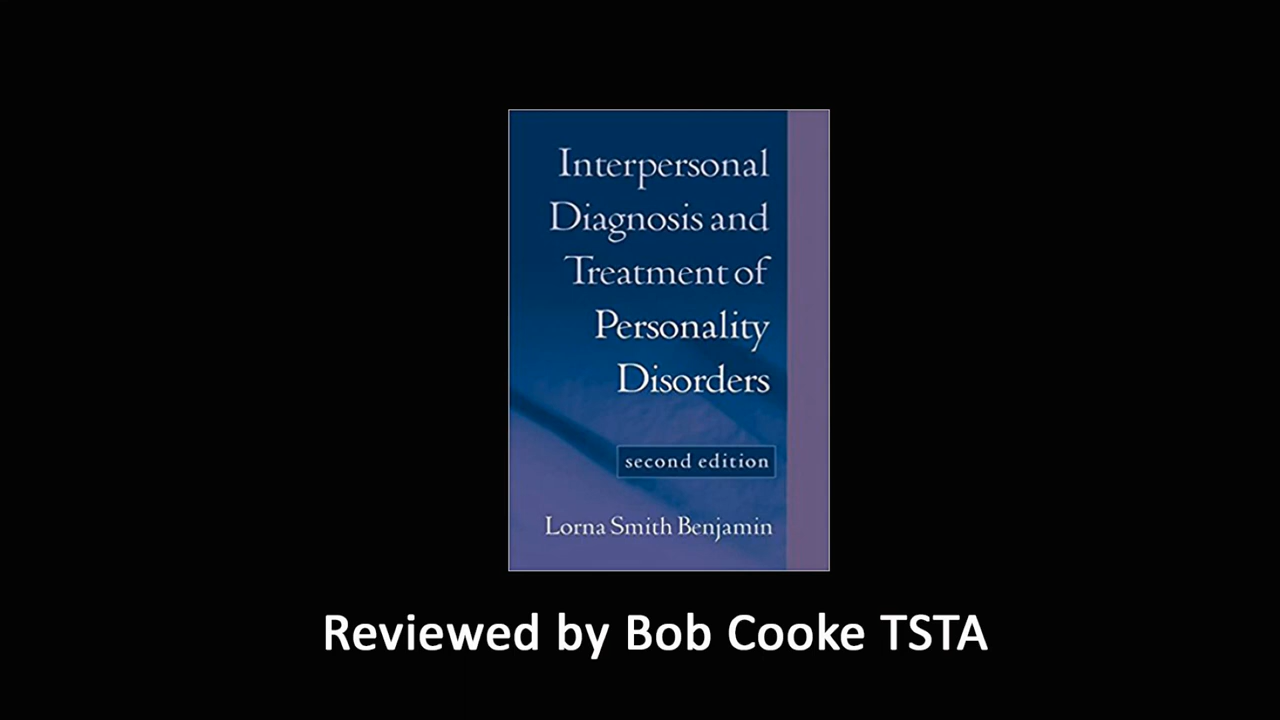 Interpersonal
Diagnosis and
Treatment of
Personality
Disorders
second edition
Lorna Smith Benjamin
Reviewed by Bob Cooke TSTA